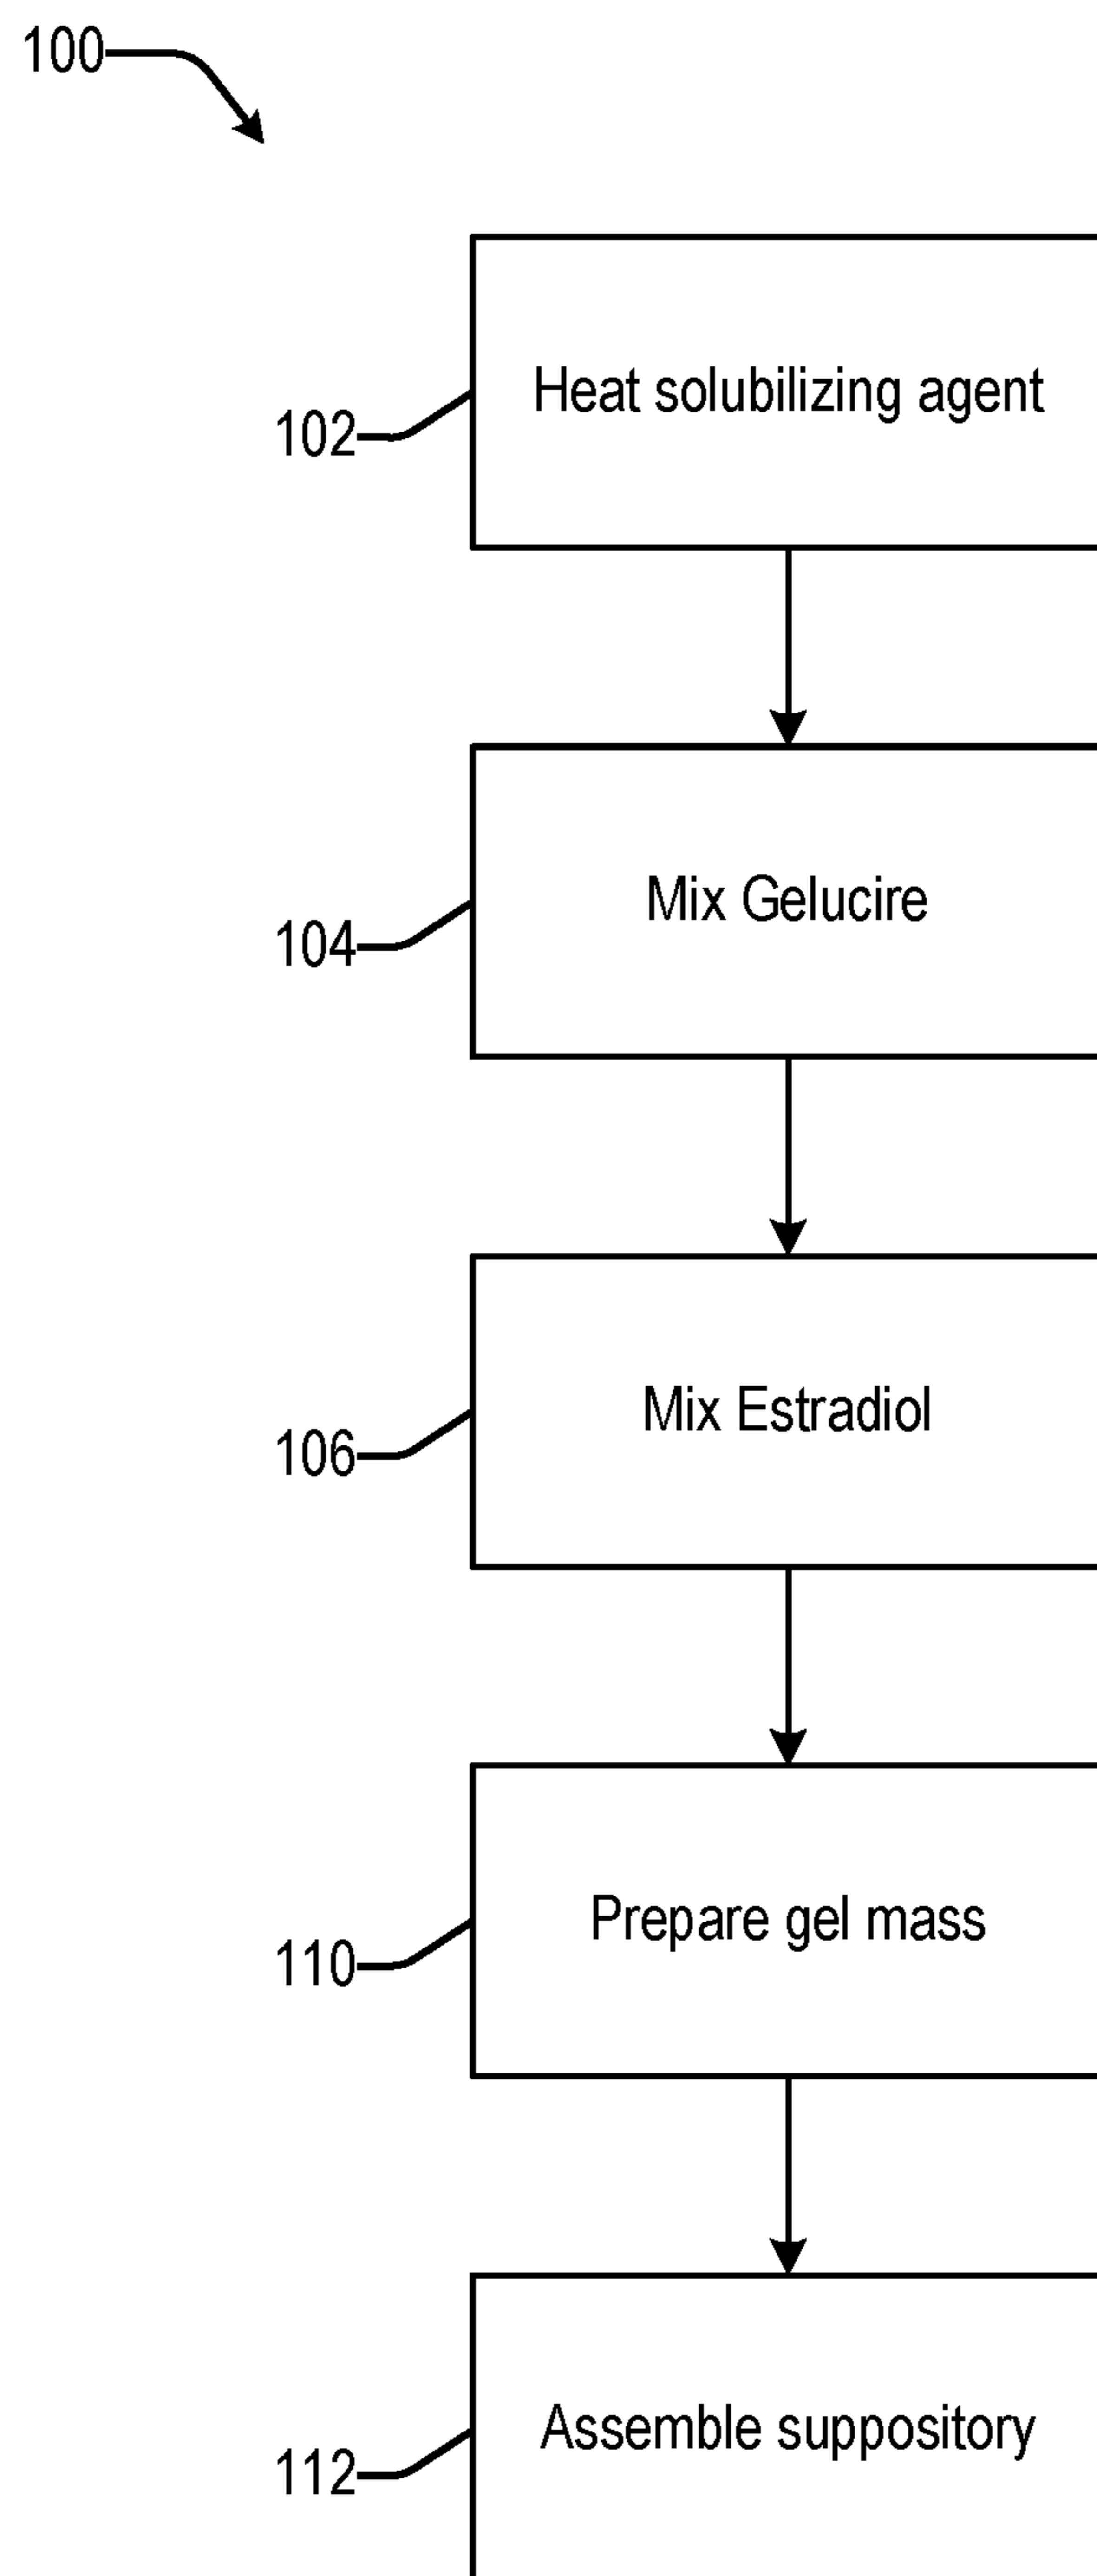 100
Heat solubilizing agent
102
Mix Gelucire
104
Mix Estradiol
106
Prepare gel mass
110
Assemble suppository
112